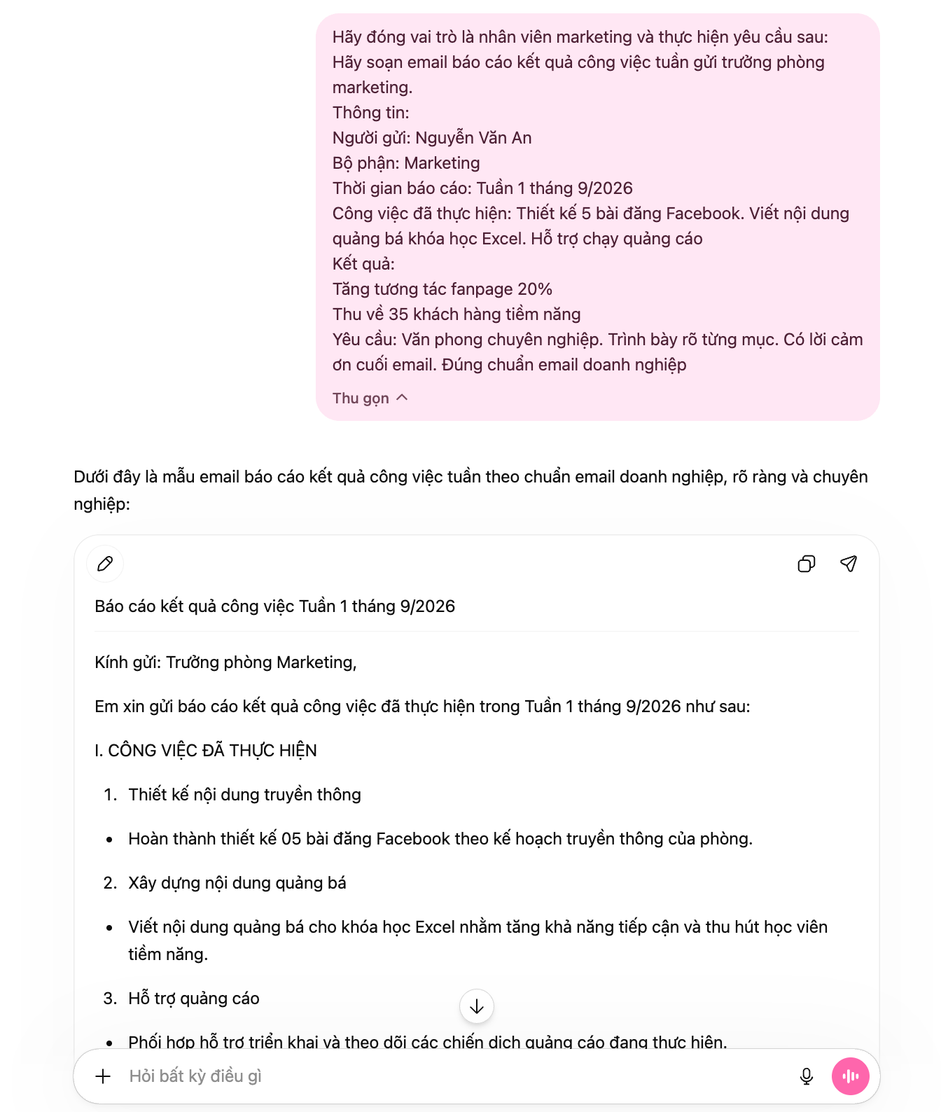 Hãy đóng vai trò là nhân viên marketing và thực hiện yêu cầu sau:
Hãy soạn email báo cáo kết quả công việc tuần gửi trưởng phòng
marketing.
Thông tin:
Người gửi: Nguyễn Văn An
Bộ phận: Marketing
Thời gian báo cáo: Tuần 1 tháng 9/2026
Công việc đã thực hiện: Thiết kế 5 bài đăng Facebook. Viết nội dung
quảng bá khóa học Excel. Hỗ trợ chạy quảng cáo
Kết quả:
Tăng tương tác fanpage 20%
Thu về 35 khách hàng tiềm năng
Yêu cầu: Văn phong chuyên nghiệp. Trình bày rõ từng mục. Có lời cảm
ơn cuối email. Đúng chuẩn email doanh nghiệp
Thu gọn
Dưới đây là mẫu email báo cáo kết quả công việc tuần theo chuẩn email doanh nghiệp, rõ ràng và chuyên
nghiệp:
Báo cáo kết quả công việc Tuần 1 tháng 9/2026
Kính gửi: Trưởng phòng Marketing,
Em xin gửi báo cáo kết quả công việc đã thực hiện trong Tuần 1 tháng 9/2026 như sau:
I. CÔNG VIỆC ĐÃ THỰC HIỆN
1. Thiết kế nội dung truyền thông
• Hoàn thành thiết kế 05 bài đăng Facebook theo kế hoạch truyền thông của phòng.
2. Xây dựng nội dung quảng bá
• Viết nội dung quảng bá cho khóa học Excel nhằm tăng khả năng tiếp cận và thu hút học viên
tiềm năng.
3. Hỗ trợ quảng cáo
• Phối hợp hỗ trợ triển khai và theo dõi các chiến dịch quảng cáo đang thực hiện.
Hỏi bất kỳ điều gì